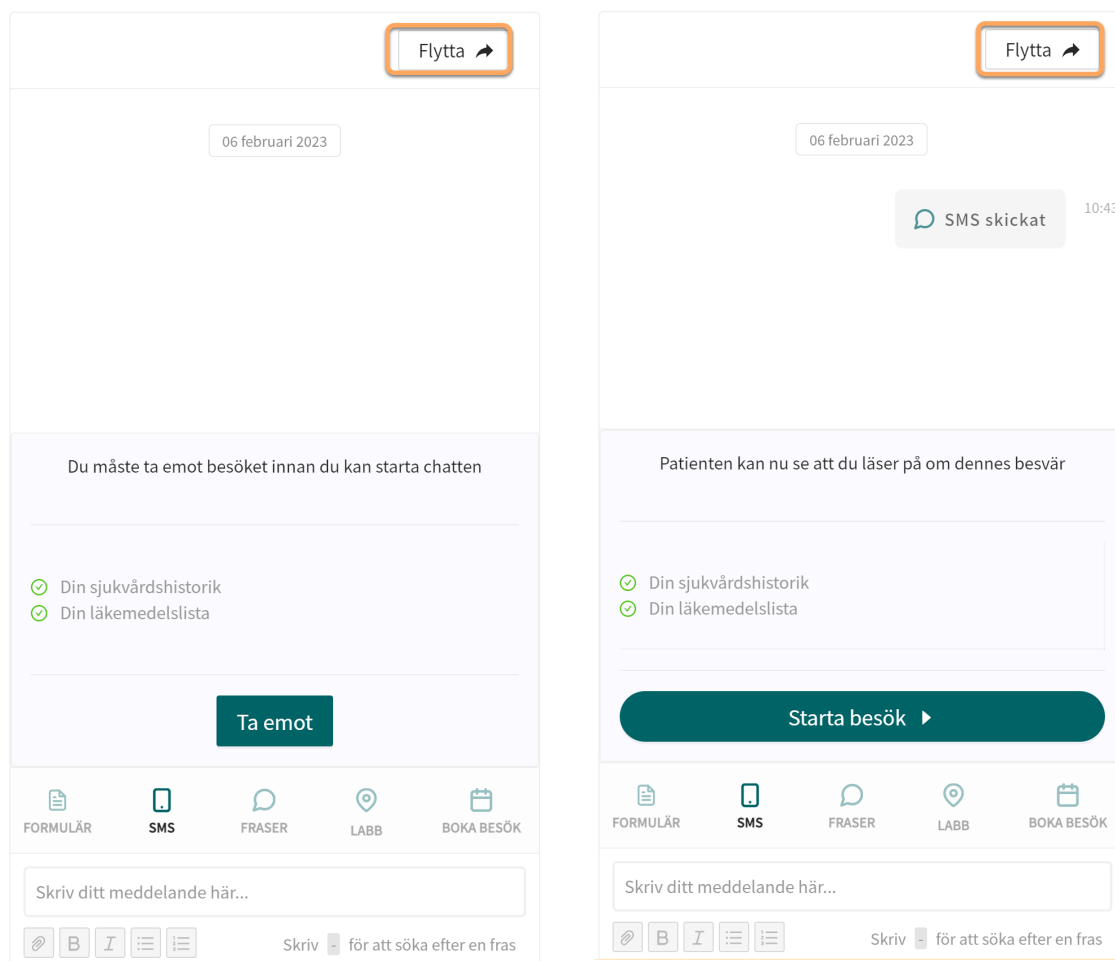 Flytta
06 februari 2023
Du måste ta emot besöket innan du kan starta chatten
Din sjukvårdshistorik
Din läkemedelslista
Ta emot
FORMULÄR SMS FRASER LABB BOKA BESÖK
Skriv ditt meddelande här...
B I Skriv - för att söka efter en fras
Flytta
06 februari 2023
SMS skickat 10:43
Patienten kan nu se att du läser på om dennes besvär
Din sjukvårdshistorik
Din läkemedelslista
Starta besök
FORMULÄR SMS FRASER LABB BOKA BESÖK
Skriv ditt meddelande här...
B I Skriv - för att söka efter en fras